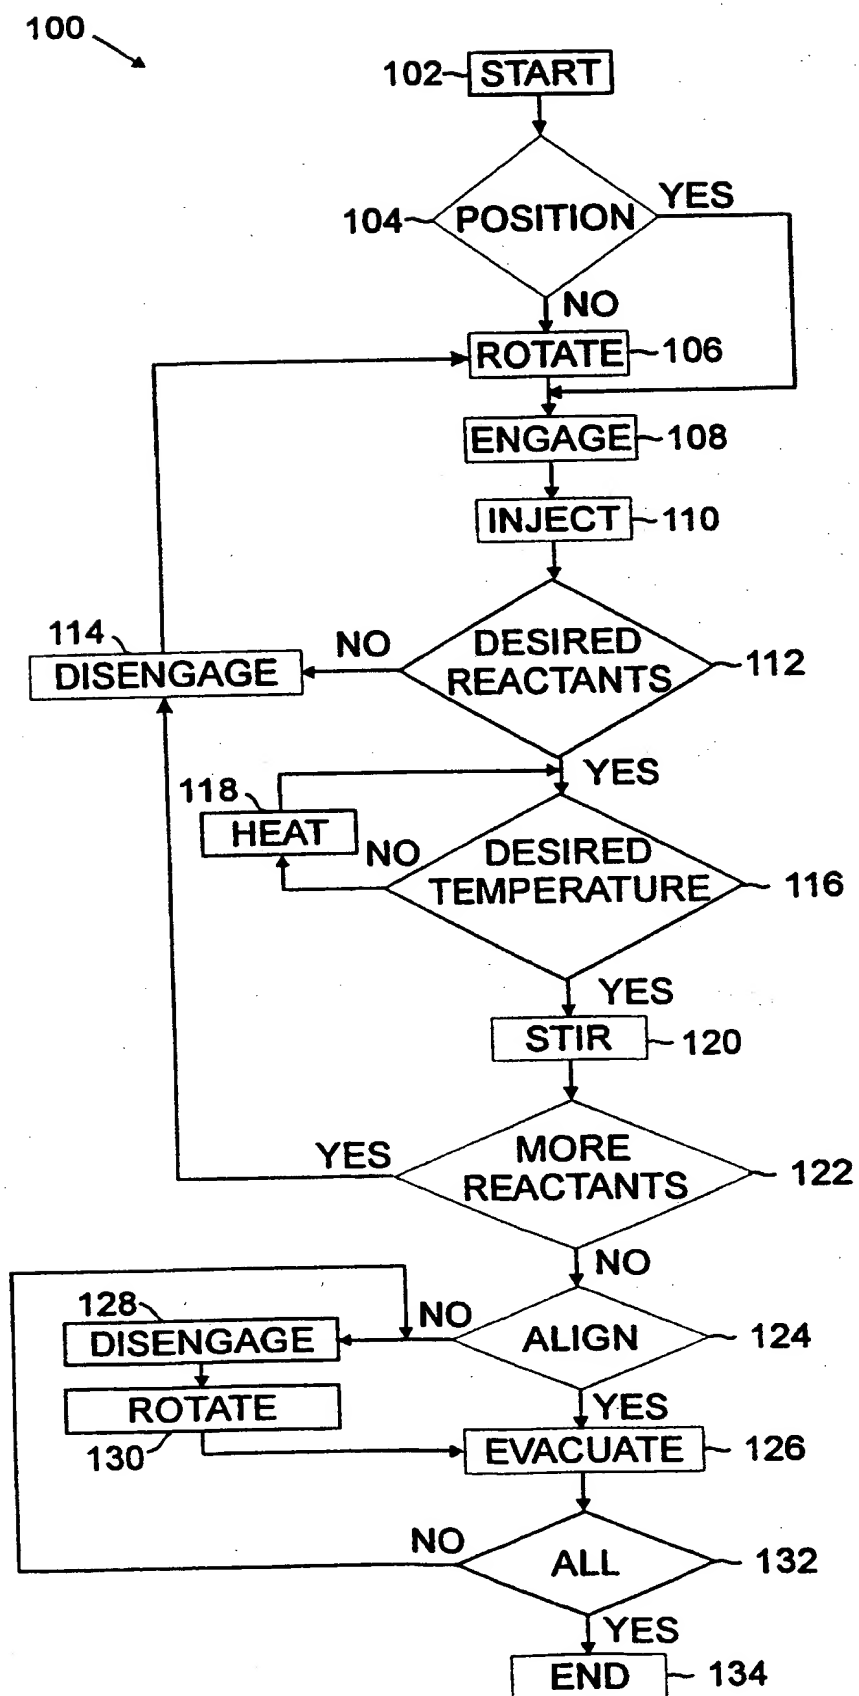 100
102 START
104 POSITION YES
NO
ROTATE 106
ENGAGE 108
INJECT 110
114 NO DESIRED
DISENGAGE REACTANTS 112
YES
118
HEAT NO DESIRED
TEMPERATURE 116
YES
STIR 120
YES MORE
REACTANTS 122
NO
128 NO
DISENGAGE ALIGN 124
ROTATE YES
130 EVACUATE 126
NO
ALL 132
YES
END 134